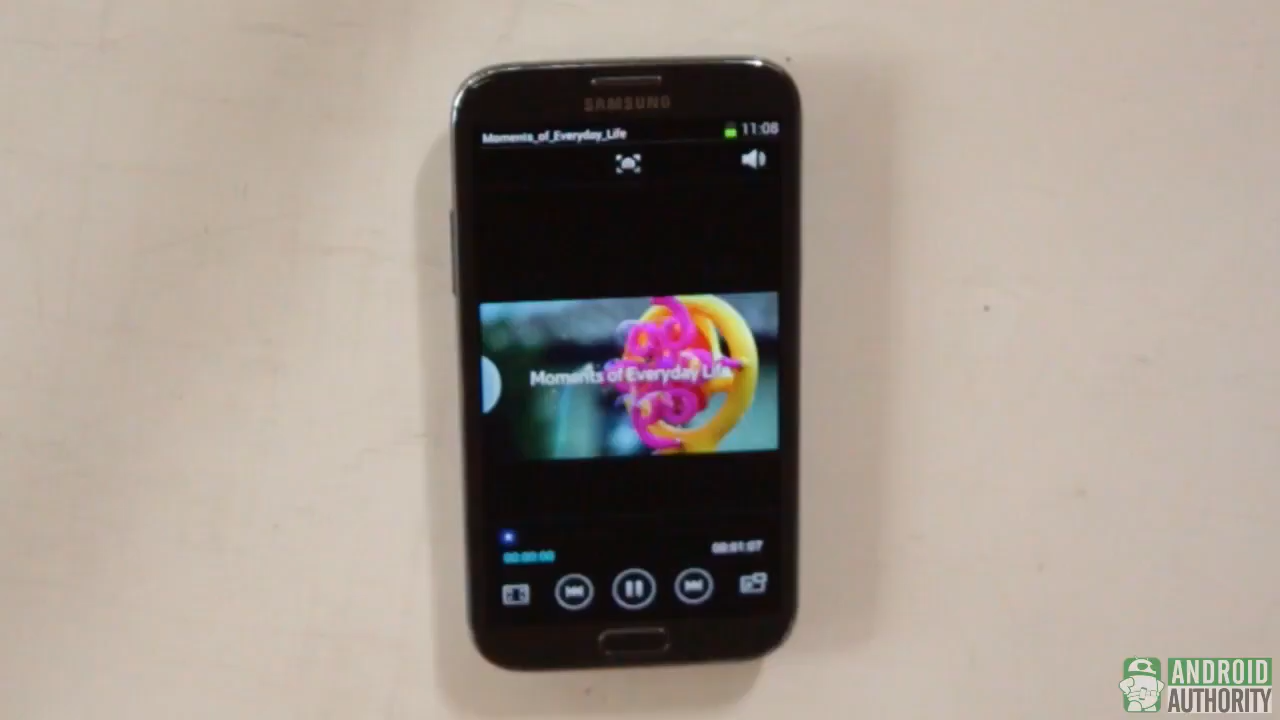 SAMSUNG
Moments_of_Everyday_Life
11:08
Moments of Everyday Life
00:00:00
00:01:07
ANDROID
AUTHORITY